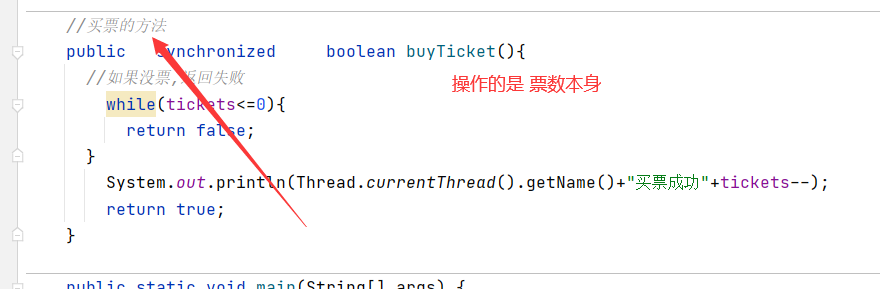 //买票的方法
public synchronized boolean buyTicket(){
//如果没票,返回失败
操作的是 票数本身
while(tickets<=0){
return false;
}
System.out.println(Thread.currentThread().getName()+"买票成功"+tickets--);
return true;
}
public static void main(String[] args) {